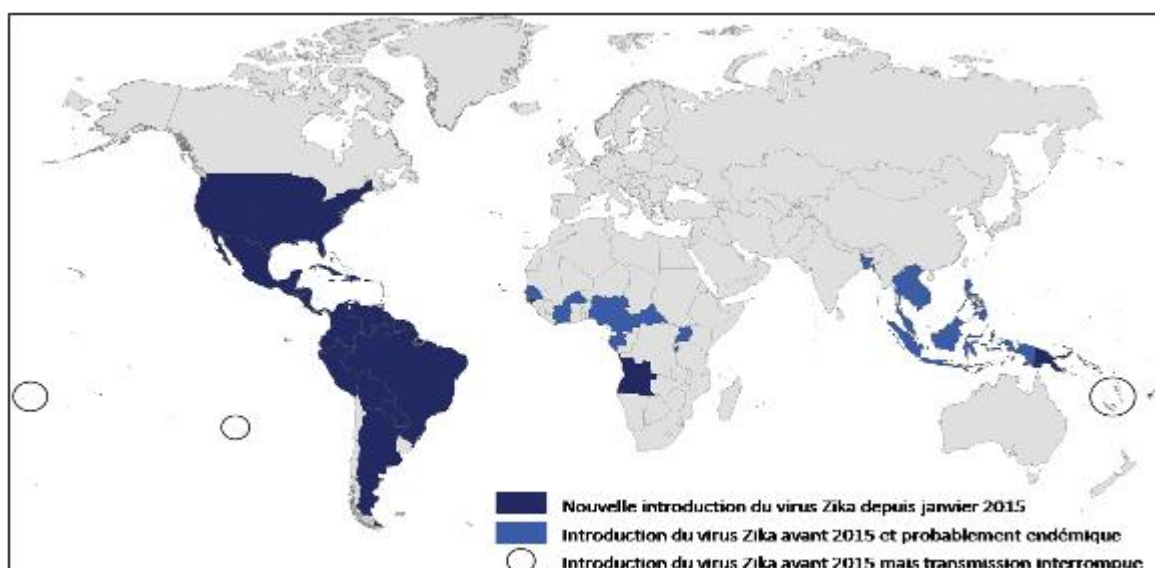 Nouvelle introduction du virus Zika depuis janvier 2015
Introduction du virus Zika avant 2015 et probablement endémique
Introduction du virus Zika avant 2015 mais transmission interrompue